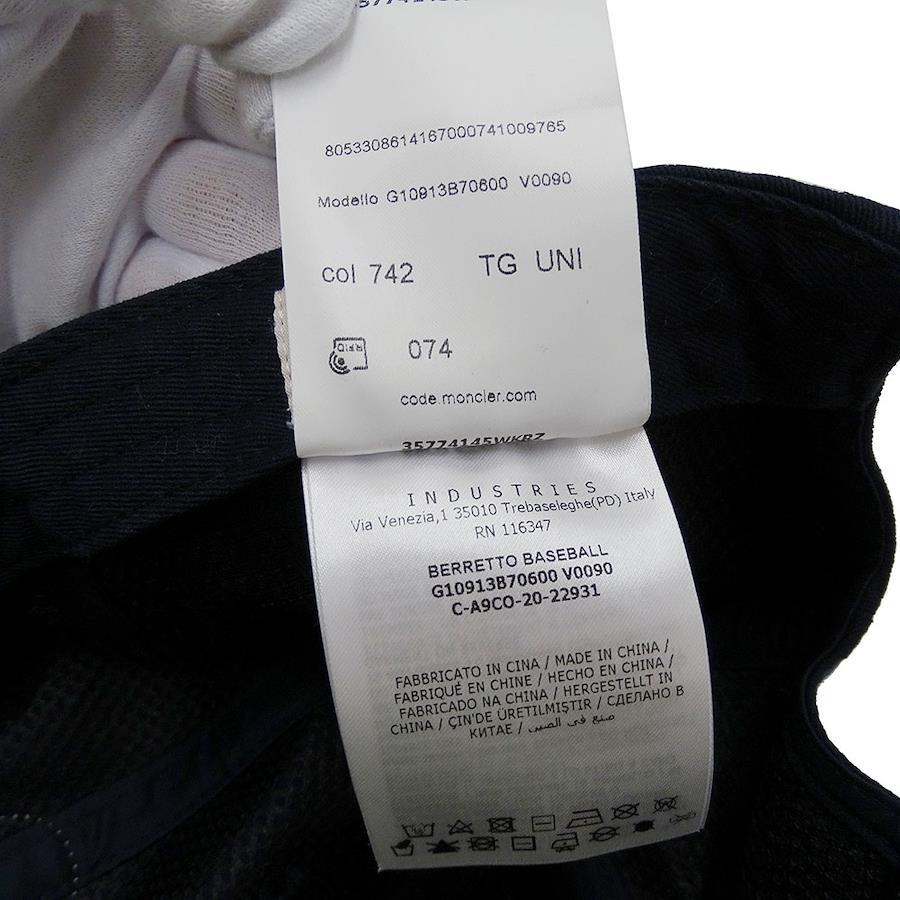 8053308614167000741009765
Modello G10913B70600 V0090
col 742 TG UNI
RFID
074
code.moncler.com
35774145WKRZ
INDUSTRIES
Via Venezia,1 35010 Trebaseleghe(PD) Italy
RN 116347
BERRETTO BASEBALL
G10913B70600 V0090
C-A9CO-20-22931
FABBRICATO IN CINA / MADE IN CHINA /
FABRIQUÉ EN CHINE / HECHO EN CHINA /
FABRICADO NA CHINA / HERGESTELLT IN
CHINA / ÇIN'DE ÜRETILMIŞTIR / СДЕЛАНО В
КИТАЕ / صنع في الصين